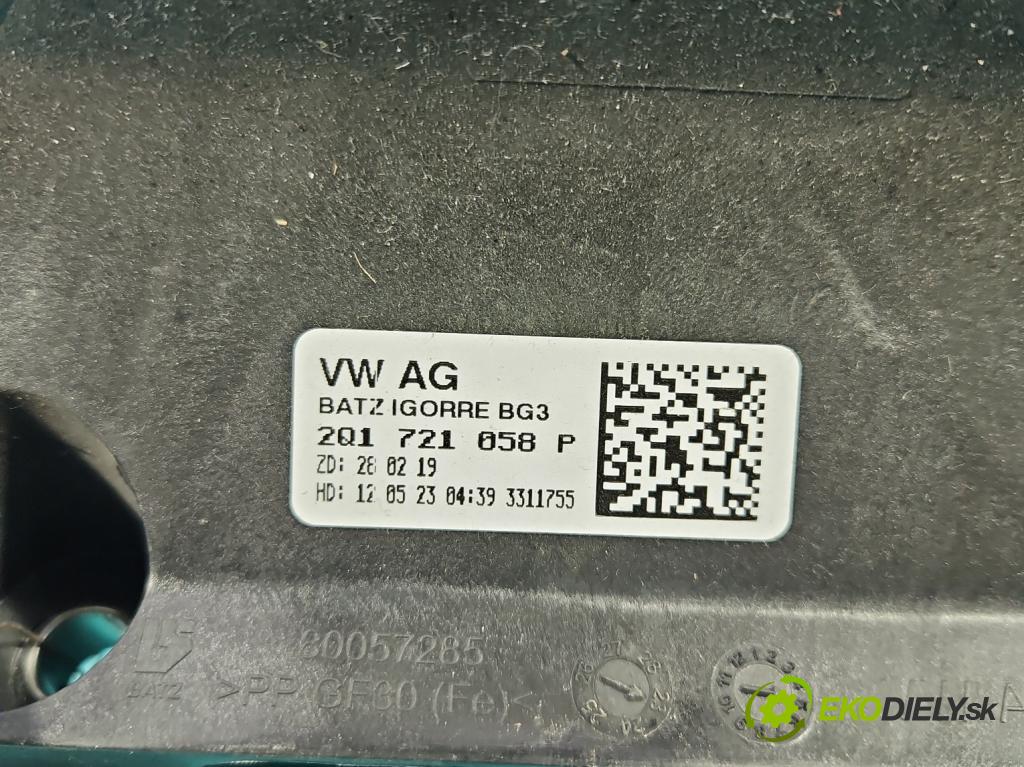 VW AG
BATZ IGORRE BG3
2Q1 721 058 P
ZD: 28 02 19
HD: 12 05 23 04:39 3311755
60057285
BATZ >PP GF30 (Fe)<
EKODIELY.sk